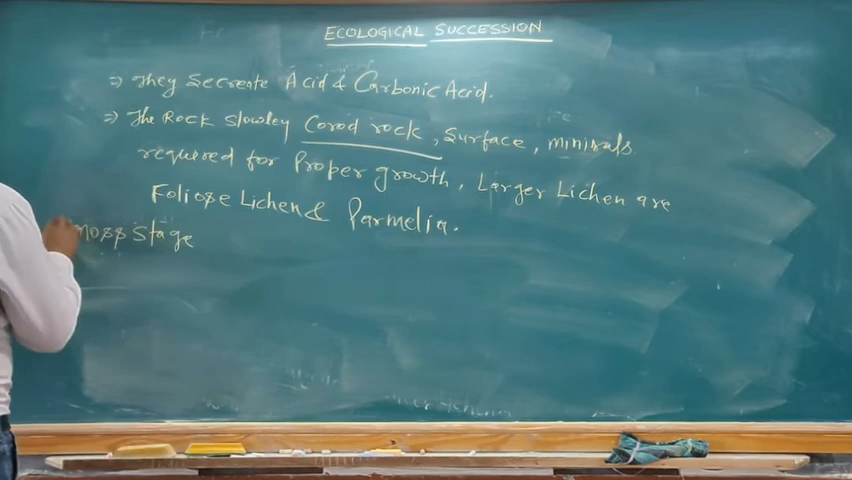 ECOLOGICAL SUCCESSION
⇒ They Secreate Acid & Carbonic Acid.
⇒ The Rock Slowley Corod rock, Surface, minirals
required for Proper growth, Larger Lichen are
Foliose Lichen & Parmelia.
moss Stage